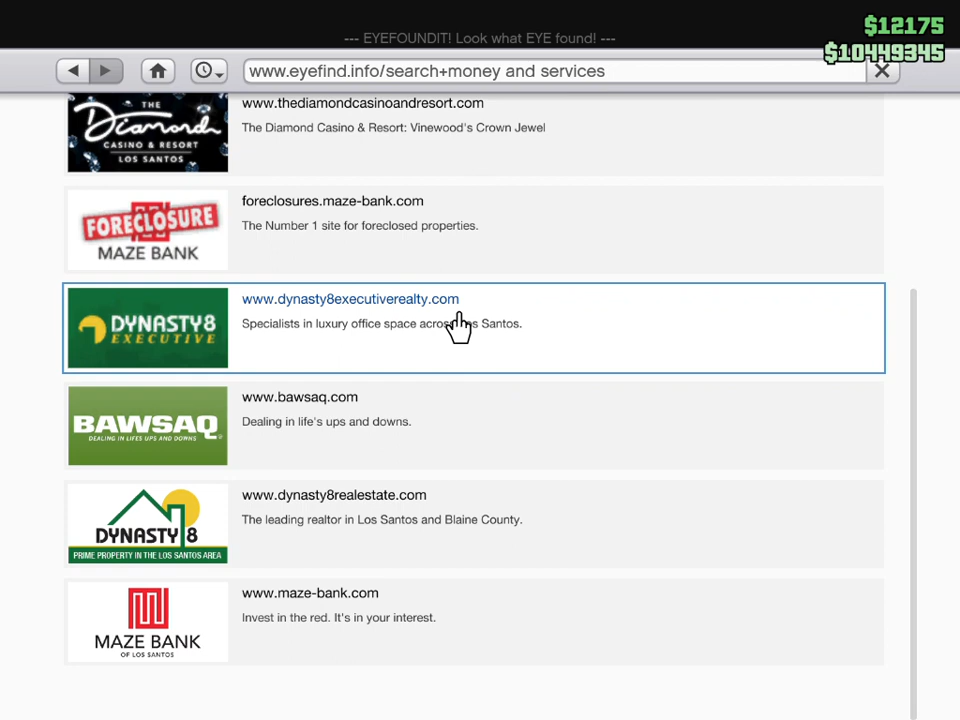 $12175
--- EYEFOUNDIT! Look what EYE found! ---
$10449345
www.eyefind.info/search+money and services
THE
Diamond
CASINO & RESORT
LOS SANTOS
www.thediamondcasinoandresort.com
The Diamond Casino & Resort: Vinewood's Crown Jewel
FORECLOSURE
MAZE BANK
foreclosures.maze-bank.com
The Number 1 site for foreclosed properties.
DYNASTY8
EXECUTIVE
www.dynasty8executiverealty.com
Specialists in luxury office space across Los Santos.
BAWSAQ
DEALING IN LIFES UPS AND DOWNS
www.bawsaq.com
Dealing in life's ups and downs.
DYNASTY 8
PRIME PROPERTY IN THE LOS SANTOS AREA
www.dynasty8realestate.com
The leading realtor in Los Santos and Blaine County.
MAZE BANK
OF LOS SANTOS
www.maze-bank.com
Invest in the red. It's in your interest.